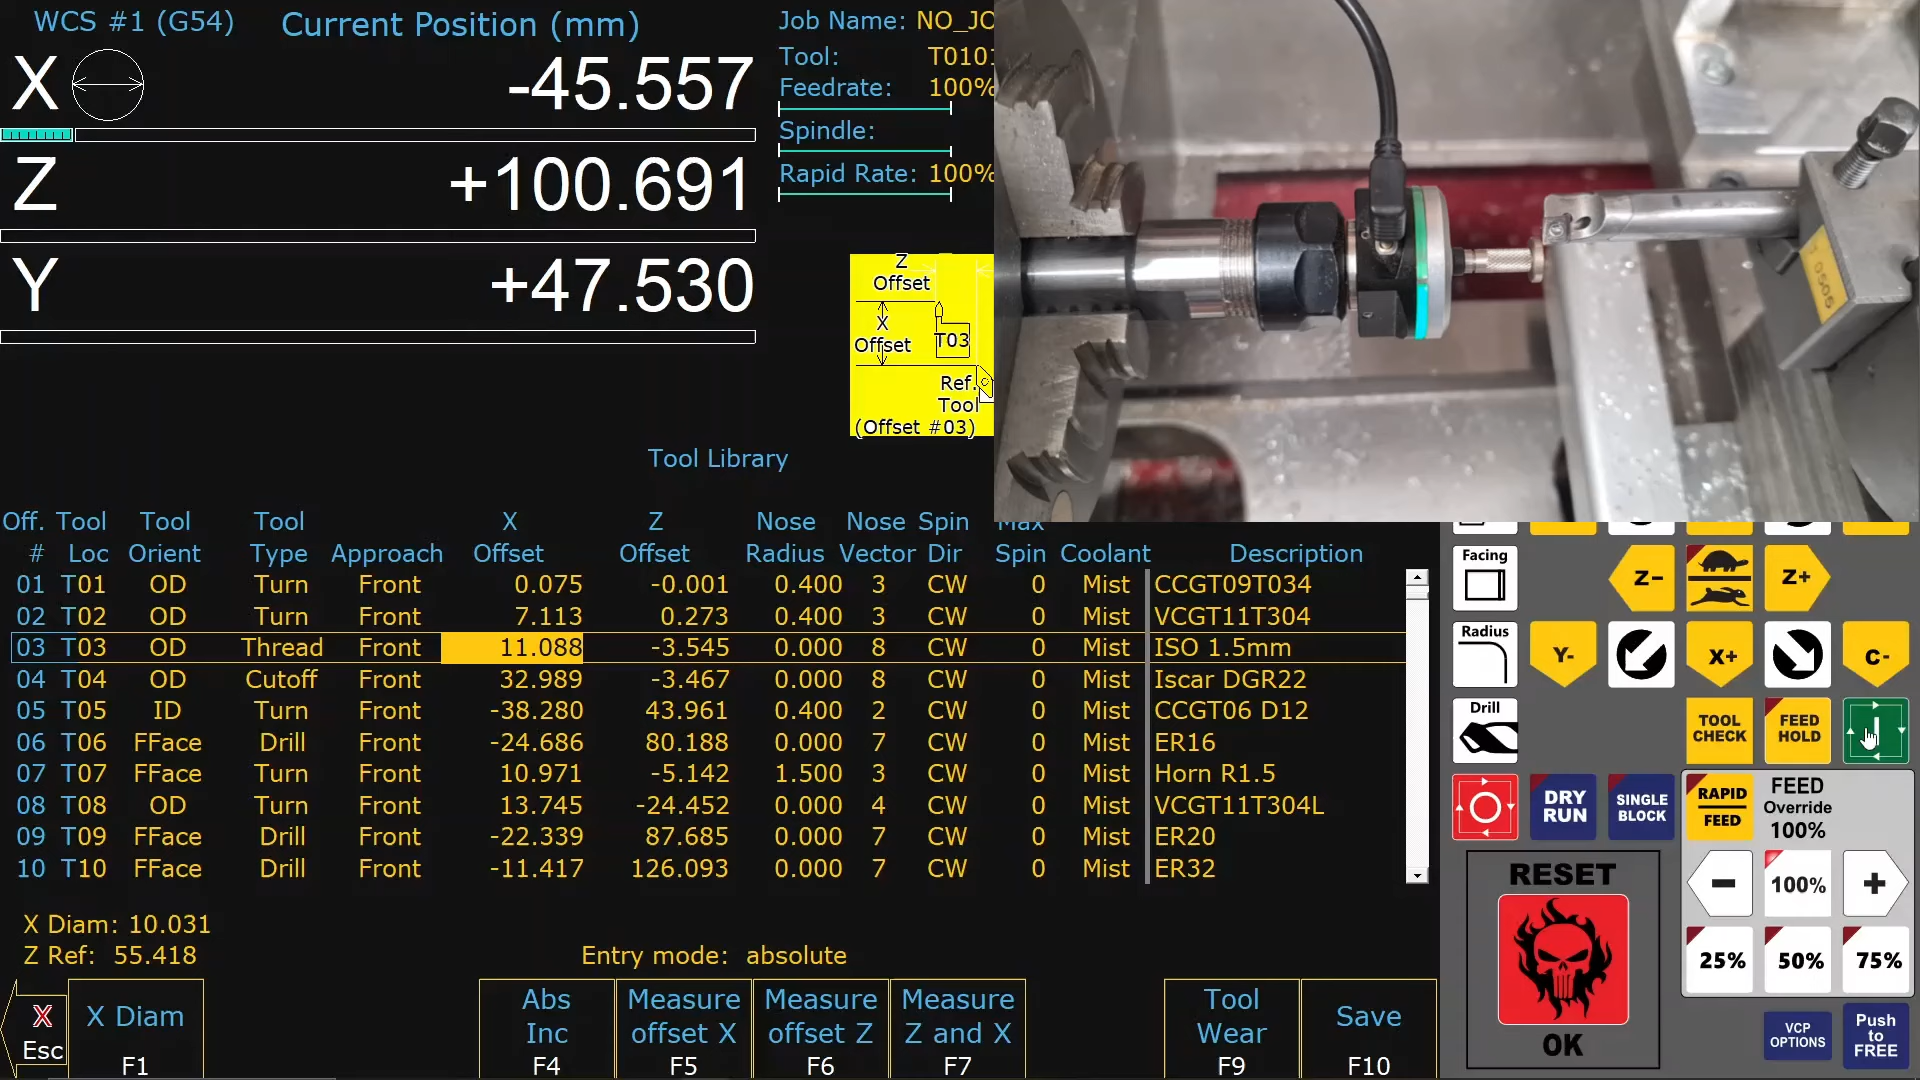 WCS #1 (G54)
Current Position (mm)
X -45.557
Z +100.691
Y +47.530
Job Name: NO_JO
Tool: T0101
Feedrate: 100%
Spindle:
Rapid Rate: 100%
Z
Offset
X
Offset
T03
Ref.
Tool
(Offset #03)
Tool Library
Off. Tool Tool Tool X Z Nose Nose Spin Max
# Loc Orient Type Approach Offset Offset Radius Vector Dir Spin Coolant Description
01 T01 OD Turn Front 0.075 -0.001 0.400 3 CW 0 Mist CCGT09T034
02 T02 OD Turn Front 7.113 0.273 0.400 3 CW 0 Mist VCGT11T304
03 T03 OD Thread Front 11.088 -3.545 0.000 8 CW 0 Mist ISO 1.5mm
04 T04 OD Cutoff Front 32.989 -3.467 0.000 8 CW 0 Mist Iscar DGR22
05 T05 ID Turn Front -38.280 43.961 0.400 2 CW 0 Mist CCGT06 D12
06 T06 FFace Drill Front -24.686 80.188 0.000 7 CW 0 Mist ER16
07 T07 FFace Turn Front 10.971 -5.142 1.500 3 CW 0 Mist Horn R1.5
08 T08 OD Turn Front 13.745 -24.452 0.000 4 CW 0 Mist VCGT11T304L
09 T09 FFace Drill Front -22.339 87.685 0.000 7 CW 0 Mist ER20
10 T10 FFace Drill Front -11.417 126.093 0.000 7 CW 0 Mist ER32
X Diam: 10.031
Z Ref: 55.418
Entry mode: absolute
X
Esc
X Diam
F1
Abs
Inc
F4
Measure
offset X
F5
Measure
offset Z
F6
Measure
Z and X
F7
Tool
Wear
F9
Save
F10
Facing
Z-
Z+
Radius
Y-
X+
C-
Drill
TOOL
CHECK
FEED
HOLD
DRY
RUN
SINGLE
BLOCK
RAPID
FEED
FEED
Override
100%
RESET
OK
-
100%
+
25%
50%
75%
VCP
OPTIONS
Push
to
FREE